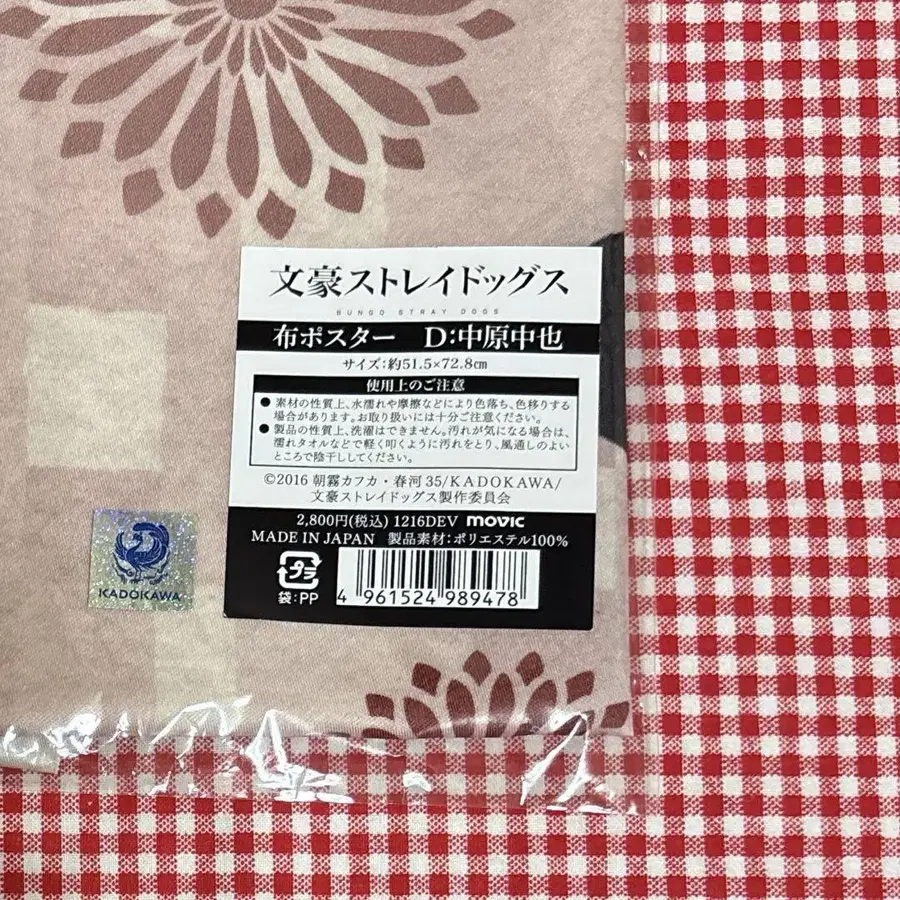 文豪ストレイドッグス
BUNGO STRAY DOGS
布ポスター　D:中原中也
サイズ:約51.5×72.8㎝
使用上のご注意
●素材の性質上、水濡れや摩擦などにより色落ち、色移りする
場合があります。お取り扱いには十分ご注意ください。
●製品の性質上、洗濯はできません。汚れが気になる場合は、
濡れタオルなどで軽く叩くように汚れをとり、風通しのよい
ところで陰干ししてください。
©2016 朝霧カフカ・春河35/KADOKAWA/
文豪ストレイドッグス製作委員会
2,800円(税込) 1216DEV movic
MADE IN JAPAN 製品素材:ポリエステル100%
プラ
袋:PP
4 961524 989478
KADOKAWA